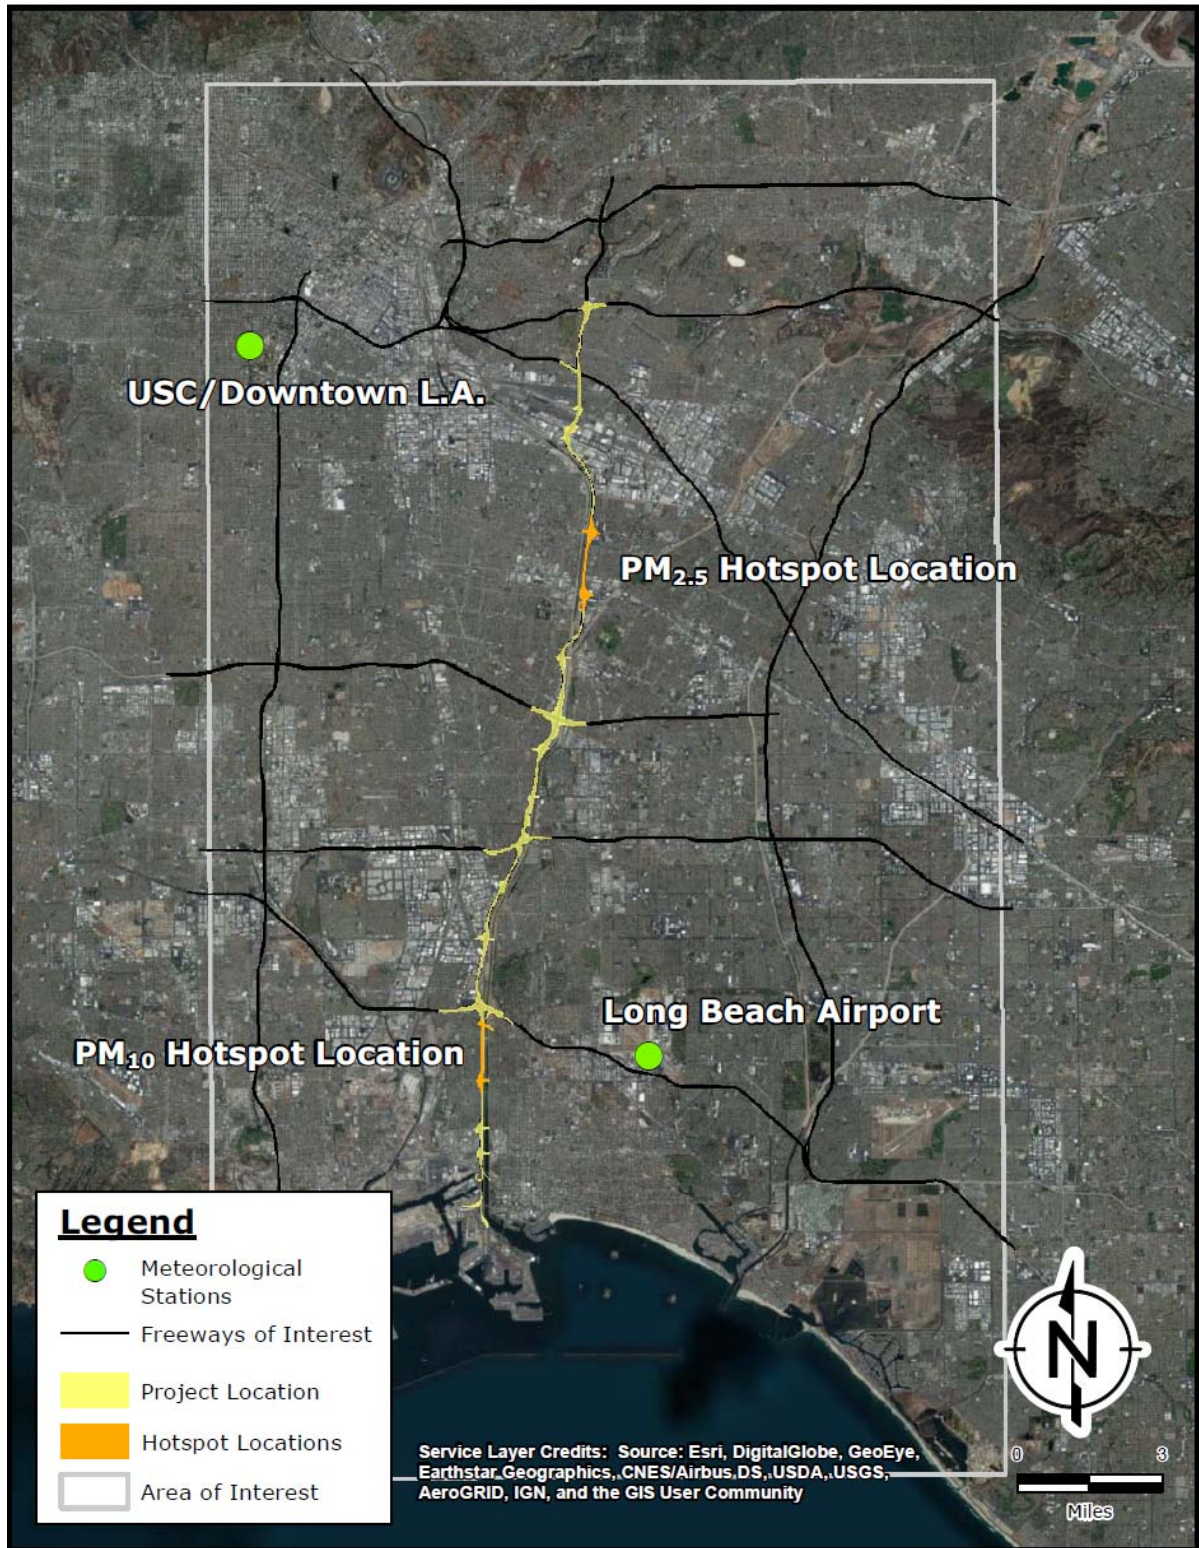 USC/Downtown L.A.
PM₂.₅ Hotspot Location
Long Beach Airport
PM₁₀ Hotspot Location
Legend
Meteorological
Stations
Freeways of Interest
Project Location
Hotspot Locations
Area of Interest
N
0 3
Miles
Service Layer Credits: Source: Esri, DigitalGlobe, GeoEye,
Earthstar Geographics, CNES/Airbus DS, USDA, USGS,
AeroGRID, IGN, and the GIS User Community